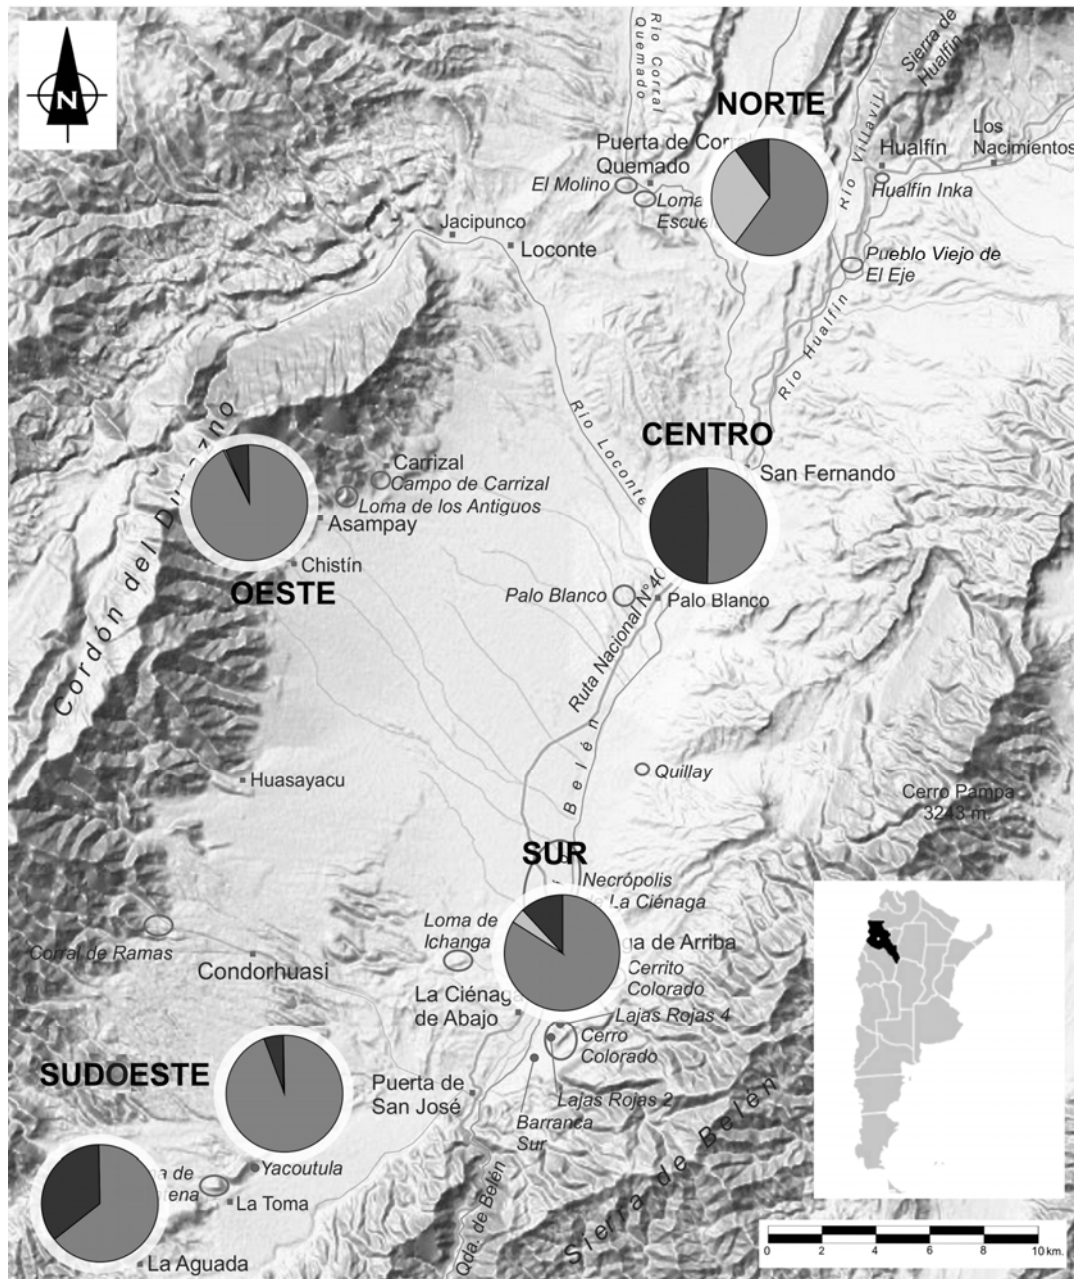 N
Río Corral
Quemado
Sierra de
Hualfín
NORTE
Río Villavil
Puerta de
Quemado
Hualfín
Los
Nacimientos
El Molino
Loma
Hualfín Inka
Jacipunco
Loconte
Pueblo Viejo de
El Eje
Río Hualfín
Río Loconte
CENTRO
San Fernando
Carrizal
Campo de Carrizal
Loma de los Antiguos
Asampay
Chistín
OESTE
Cordón del
Palo Blanco
Palo Blanco
Ruta Nacional N°40
Belén
Huasayacu
Quillay
Cerro Pampa
3243 m.
SUR
Necrópolis
La Ciénaga
Loma de
Ichanga
de Arriba
Corral de Ramas
Condorhuasi
Cerrito
Colorado
La Ciénaga
de Abajo
Lajas Rojas 4
Cerro
Colorado
SUDOESTE
Puerta de
San José
Lajas Rojas 2
Barranca
Sur
Sierra de Belén
Yacoutula
de
La Toma
Qda. de Belén
La Aguada
0 2 4 6 8 10 km.